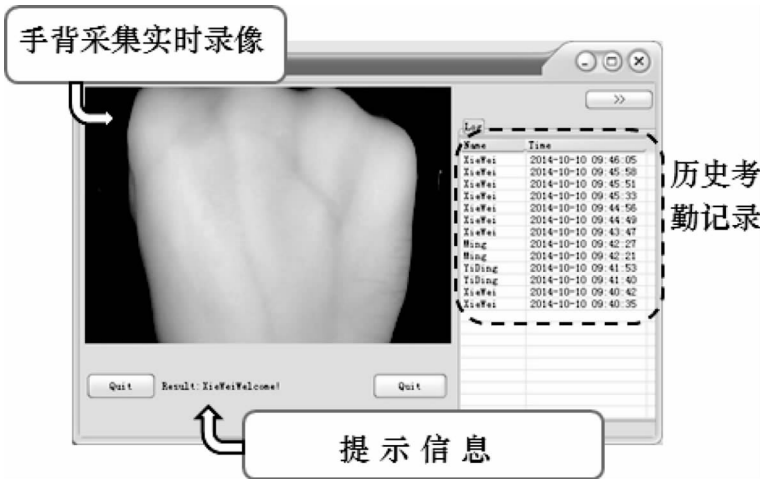 手背采集实时录像
>>
Log
Name Time
XieWei 2014-10-10 09:46:05
XieWei 2014-10-10 09:45:58
XieWei 2014-10-10 09:45:51
XieWei 2014-10-10 09:45:33
XieWei 2014-10-10 09:44:56
XieWei 2014-10-10 09:44:49
XieWei 2014-10-10 09:43:47
Ming 2014-10-10 09:42:27
Ming 2014-10-10 09:42:21
YiDing 2014-10-10 09:41:53
YiDing 2014-10-10 09:41:40
XieWei 2014-10-10 09:40:42
XieWei 2014-10-10 09:40:35
历史考
勤记录
Quit Result:XieWeiWelcome! Quit
提示信息